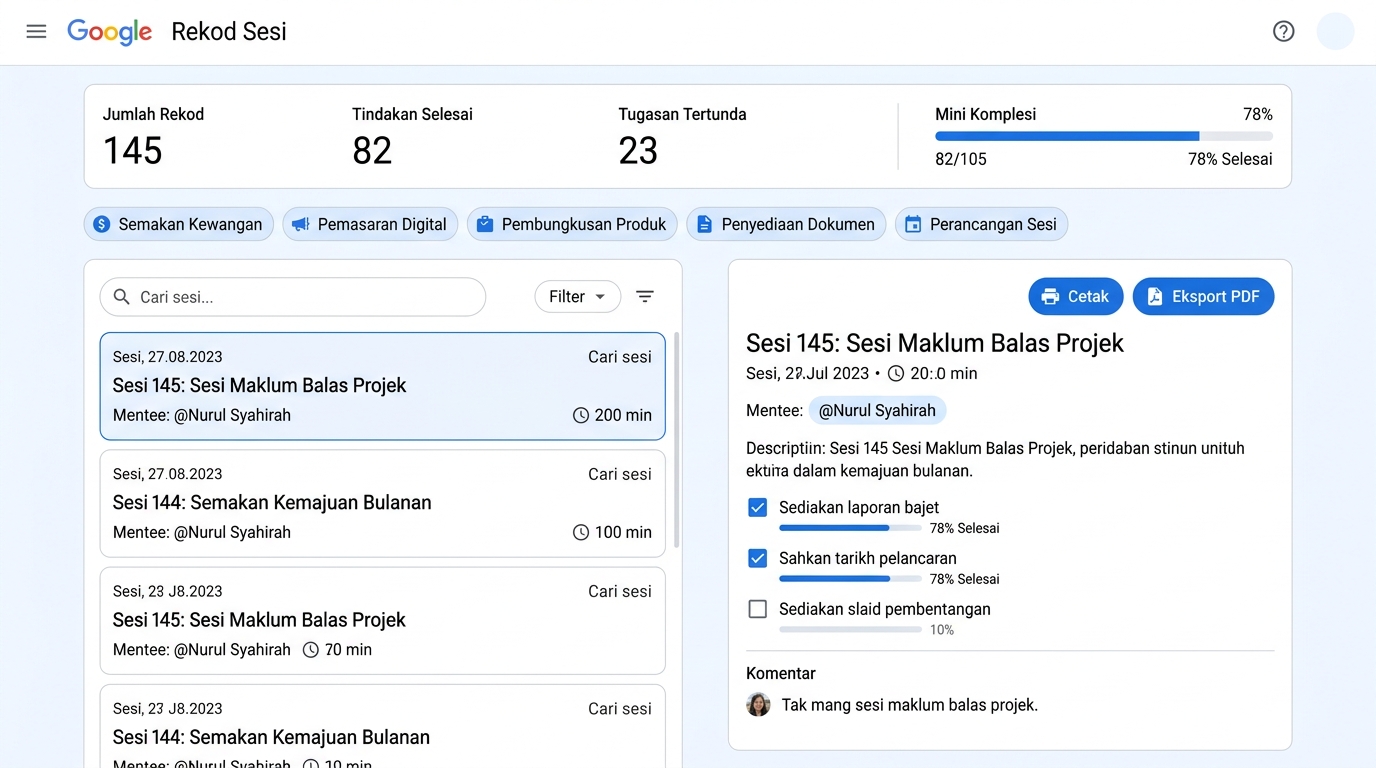 Google Rekod Sesi
Jumlah Rekod
145
Tindakan Selesai
82
Tugasan Tertunda
23
Mini Komplesi 78%
82/105 78% Selesai
Semakan Kewangan
Pemasaran Digital
Pembungkusan Produk
Penyediaan Dokumen
Perancangan Sesi
Cari sesi...
Filter
Sesi, 27.08.2023 Cari sesi
Sesi 145: Sesi Maklum Balas Projek
Mentee: @Nurul Syahirah 200 min
Sesi, 27.08.2023 Cari sesi
Sesi 144: Semakan Kemajuan Bulanan
Mentee: @Nurul Syahirah 100 min
Sesi, 23 J8.2023 Cari sesi
Sesi 145: Sesi Maklum Balas Projek
Mentee: @Nurul Syahirah 70 min
Sesi, 23 J8.2023 Cari sesi
Sesi 144: Semakan Kemajuan Bulanan
Mentee: @Nurul Syahirah 10 min
Cetak
Eksport PDF
Sesi 145: Sesi Maklum Balas Projek
Sesi, Jul 2023 • min
Mentee: @Nurul Syahirah
Descriptiin: Sesi 145 Sesi Maklum Balas Projek, peridaban stinun
dalam kemajuan bulanan.
Sediakan laporan bajet
78% Selesai
Sahkan tarikh pelancaran
78% Selesai
Sediakan slaid pembentangan
10%
Komentar
Tak mang sesi maklum balas projek.